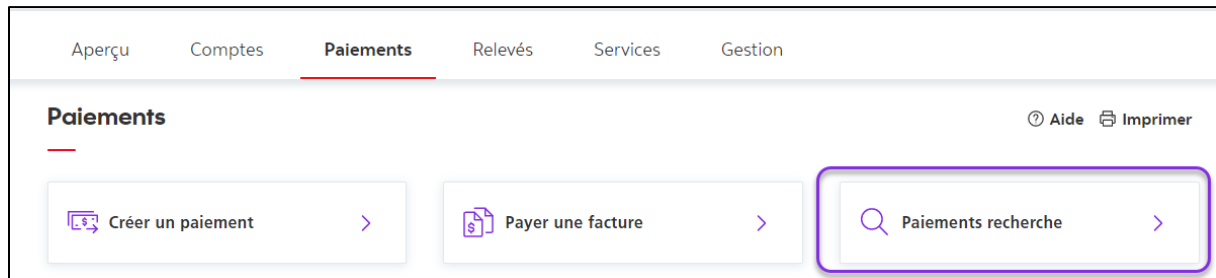 Aperçu Comptes Paiements Relevés Services Gestion
Paiements
Aide Imprimer
Créer un paiement Payer une facture Paiements recherche